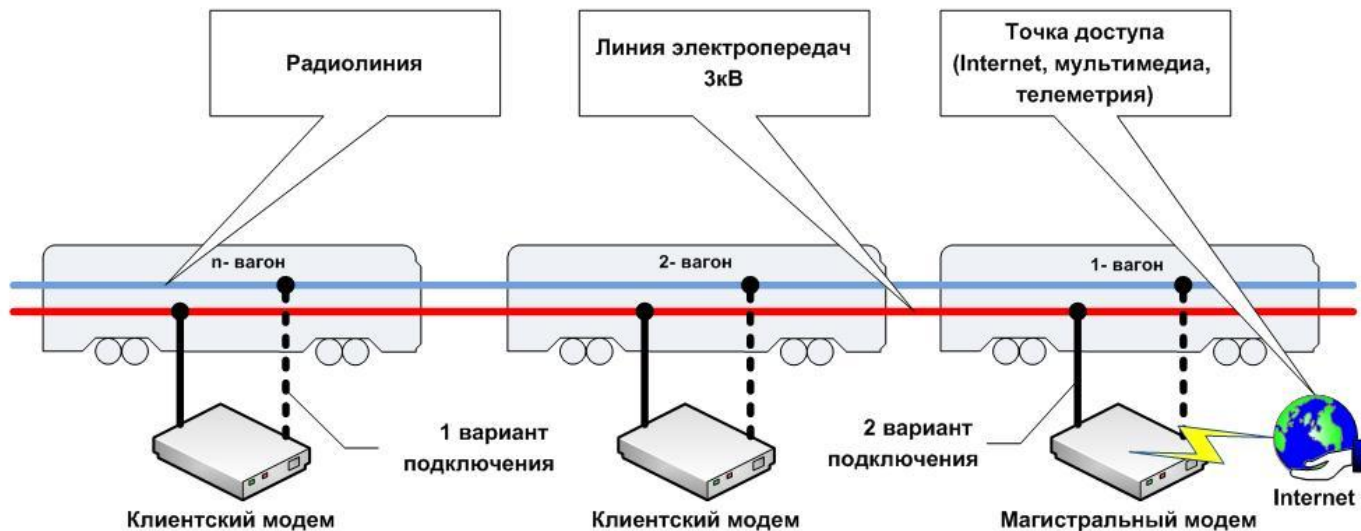 Радиолиния
Линия электропередач
3кВ
Точка доступа
(Internet, мультимедиа,
телеметрия)
n- вагон
2- вагон
1- вагон
1 вариант
подключения
2 вариант
подключения
Клиентский модем
Клиентский модем
Магистральный модем
Internet